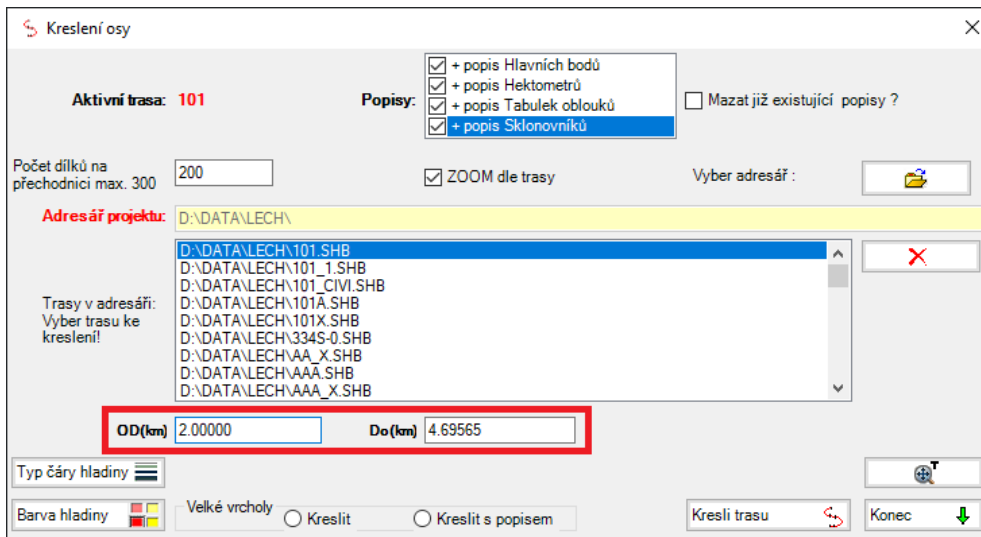 Kreslení osy
+ popis Hlavních bodů
+ popis Hektometrů
Aktivní trasa: 101
Popisy:
+ popis Tabulek oblouků
Mazat již existující popisy ?
+ popis Sklonovníků
Počet dílků na
přechodnici max. 300
200
ZOOM dle trasy
Vyber adresář :
Adresář projektu:
D:\DATA\LECH\
D:\DATA\LECH\101.SHB
D:\DATA\LECH\101_1.SHB
D:\DATA\LECH\101_CIVI.SHB
D:\DATA\LECH\101A.SHB
D:\DATA\LECH\101X.SHB
D:\DATA\LECH\334S-0.SHB
D:\DATA\LECH\AA_X.SHB
D:\DATA\LECH\AAA.SHB
D:\DATA\LECH\AAA_X.SHB
Trasy v adresáři:
Vyber trasu ke
kreslení!
OD(km) 2.00000
Do(km) 4.69565
Typ čáry hladiny
T
Barva hladiny
Velké vrcholy
Kreslit
Kreslit s popisem
Kresli trasu
Konec